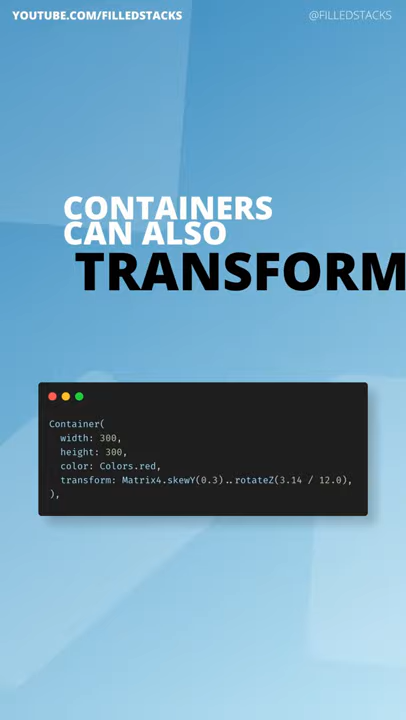 YOUTUBE.COM/FILLEDSTACKS
@FILLEDSTACKS
CONTAINERS
CAN ALSO
TRANSFORM
Container(
  width: 300,
  height: 300,
  color: Colors.red,
  transform: Matrix4.skewY(0.3)..rotateZ(3.14 / 12.0),
),